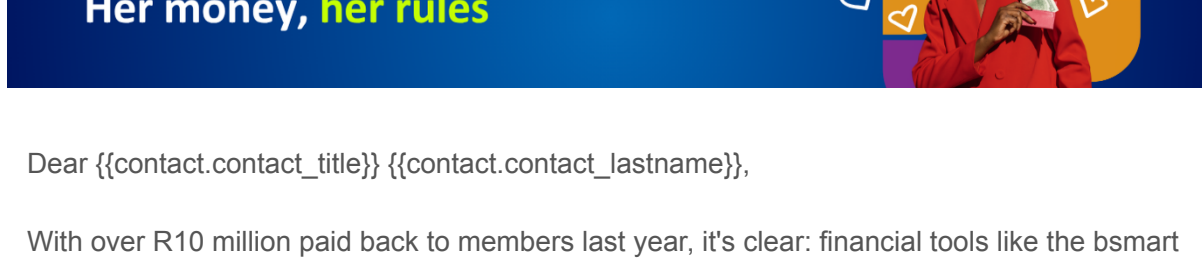 Her money, her rules
Dear {{contact.contact_title}} {{contact.contact_lastname}},
With over R10 million paid back to members last year, it's clear: financial tools like the bsmart